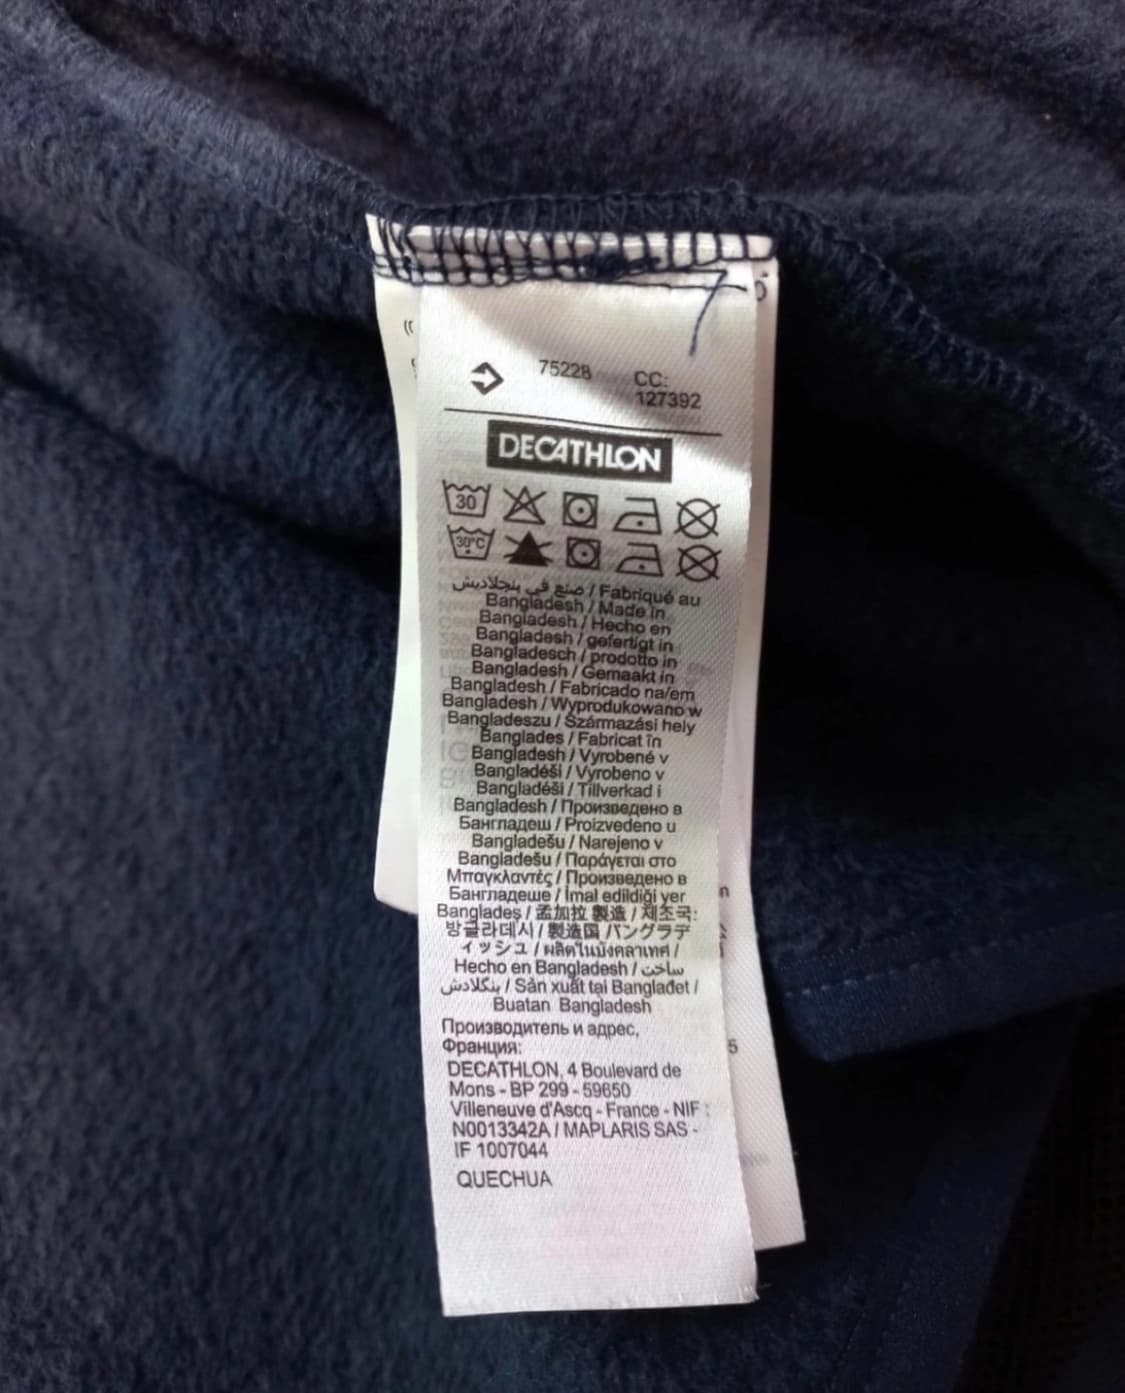 75228
CC:
127392
DECATHLON
30
30°C
صنع في بنجلاديش / Fabriqué au
Bangladesh / Made in
Bangladesh / Hecho en
Bangladesh / gefertigt in
Bangladesch / prodotto in
Bangladesh / Gemaakt in
Bangladesh / Fabricado na/em
Bangladesh / Wyprodukowano w
Bangladeszu / Származási hely
Banglades / Fabricat în
Bangladesh / Vyrobené v
Bangladéši / Vyrobeno v
Bangladéši / Tillverkad i
Bangladesh / Произведено в
Бангладеш / Proizvedeno u
Bangladešu / Narejeno v
Bangladešu / Παράγεται στο
Μπαγκλαντές / Произведено в
Бангладеше / İmal edildiği yer
Bangladeş / 孟加拉 製造 / 제조국:
방글라데시 / 製造国 バングラデ
ィッシュ / ผลิตในบังคลาเทศ /
Hecho en Bangladesh / ساخت
بنگلادش / Sản xuất tại Bangladet /
Buatan Bangladesh
Производитель и адрес,
Франция:
DECATHLON, 4 Boulevard de
Mons - BP 299 - 59650
Villeneuve d'Ascq - France - NIF :
N0013342A / MAPLARIS SAS -
IF 1007044
QUECHUA